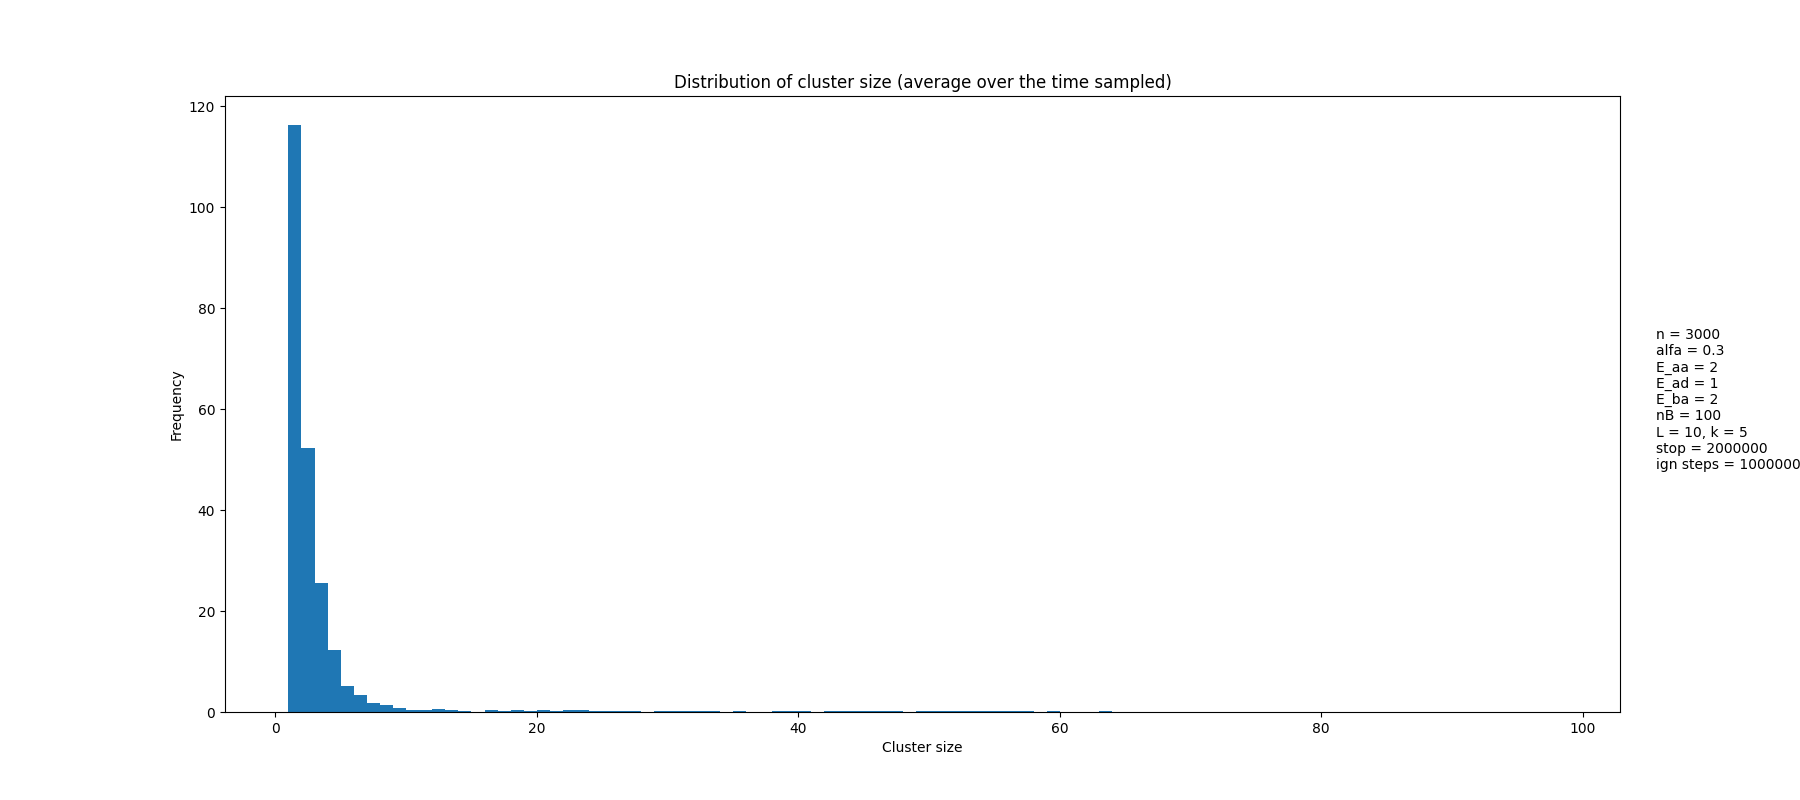 Distribution of cluster size (average over the time sampled)
120
100
80
60
40
20
0
Frequency
0 20 40 60 80 100
Cluster size
n = 3000
alfa = 0.3
E_aa = 2
E_ad = 1
E_ba = 2
nB = 100
L = 10, k = 5
stop = 2000000
ign steps = 1000000